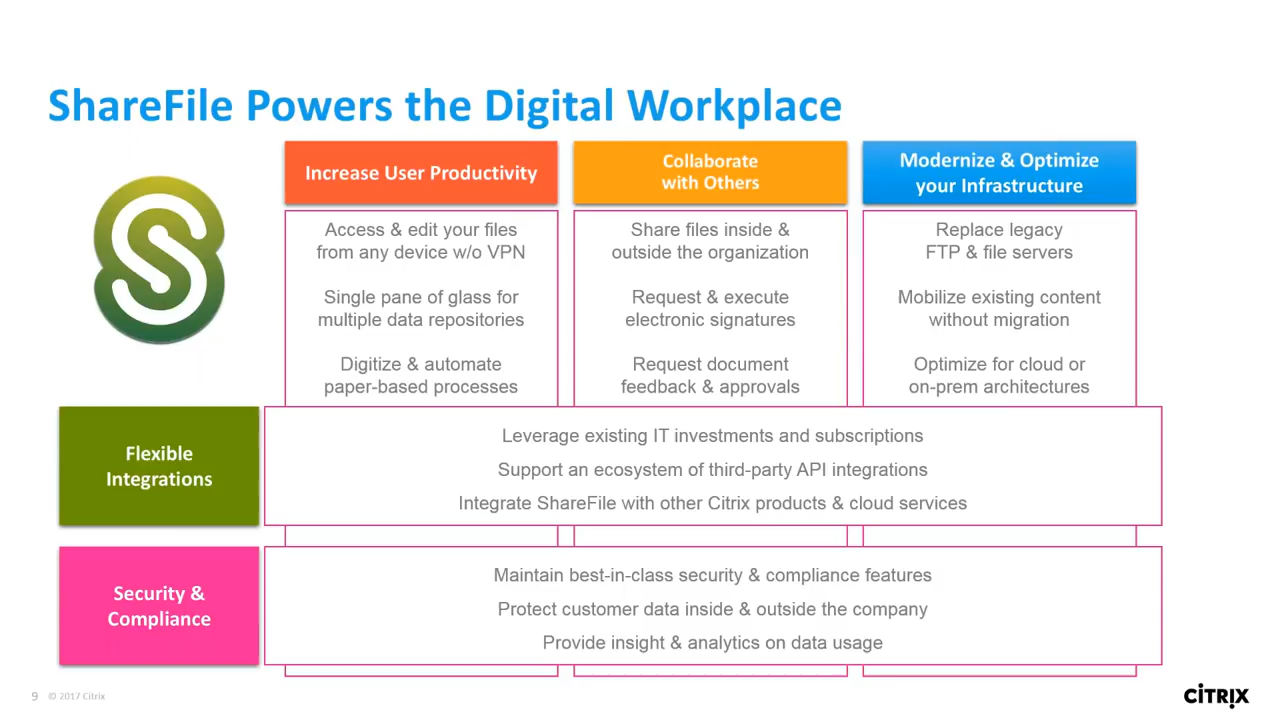 ShareFile Powers the Digital Workplace
Increase User Productivity
Collaborate
with Others
Modernize & Optimize
your Infrastructure
Access & edit your files
from any device w/o VPN
Single pane of glass for
multiple data repositories
Digitize & automate
paper-based processes
Share files inside &
outside the organization
Request & execute
electronic signatures
Request document
feedback & approvals
Replace legacy
FTP & file servers
Mobilize existing content
without migration
Optimize for cloud or
on-prem architectures
Flexible
Integrations
Leverage existing IT investments and subscriptions
Support an ecosystem of third-party API integrations
Integrate ShareFile with other Citrix products & cloud services
Security &
Compliance
Maintain best-in-class security & compliance features
Protect customer data inside & outside the company
Provide insight & analytics on data usage
9 © 2017 Citrix
CITRIX